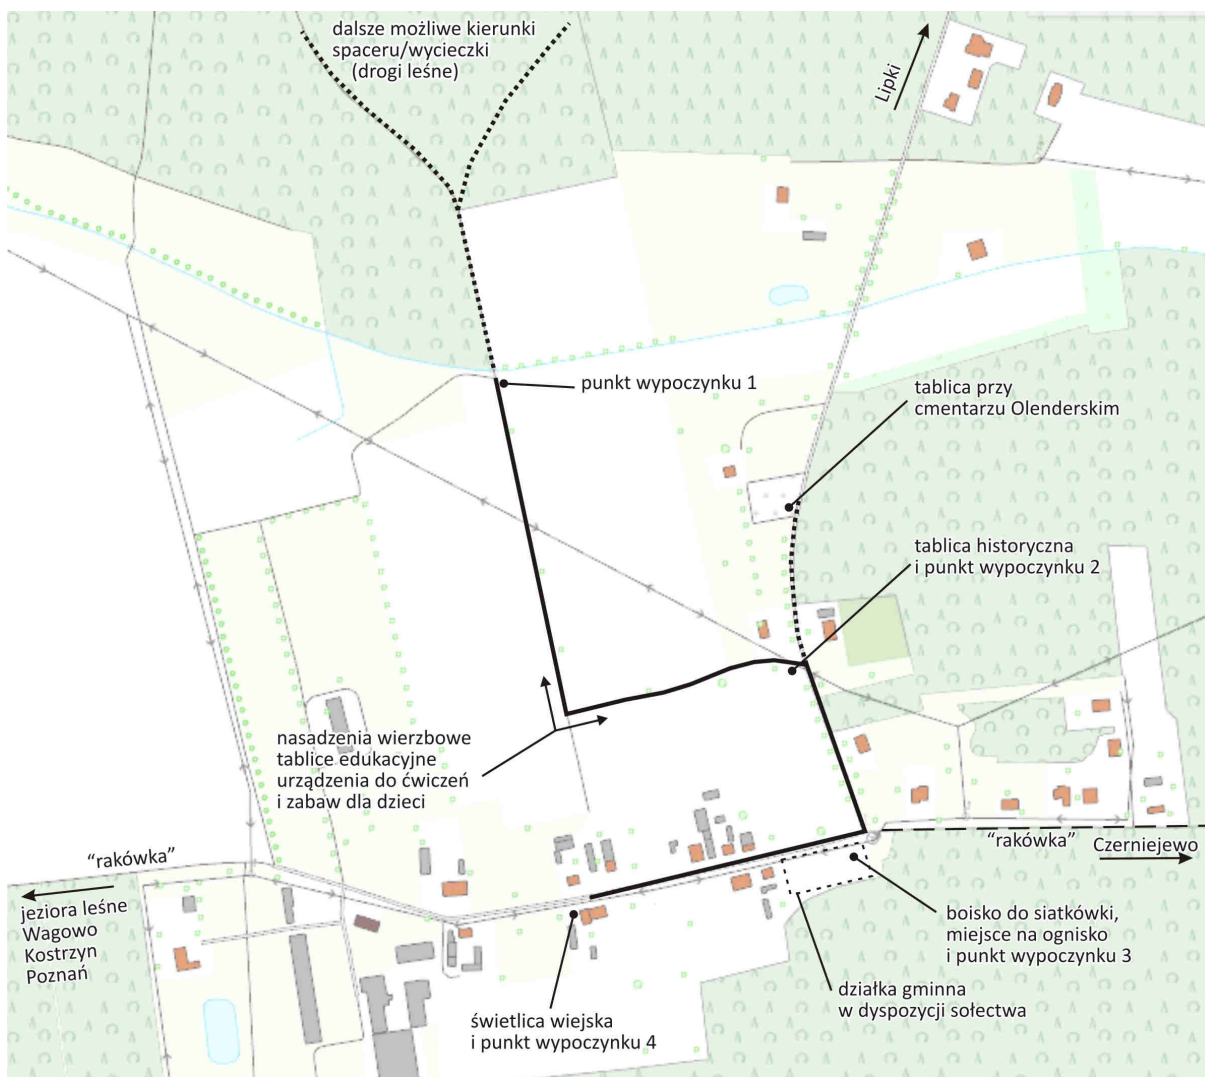 dalsze możliwe kierunki
spaceru/wycieczki
(drogi leśne)
Lipki
punkt wypoczynku 1
tablica przy
cmentarzu Olenderskim
tablica historyczna
i punkt wypoczynku 2
nasadzenia wierzbowe
tablice edukacyjne
urządzenia do ćwiczeń
i zabaw dla dzieci
"rakówka"
"rakówka"
Czerniejewo
jeziora leśne
Wagowo
Kostrzyn
Poznań
boisko do siatkówki,
miejsce na ognisko
i punkt wypoczynku 3
działka gminna
w dyspozycji sołectwa
świetlica wiejska
i punkt wypoczynku 4